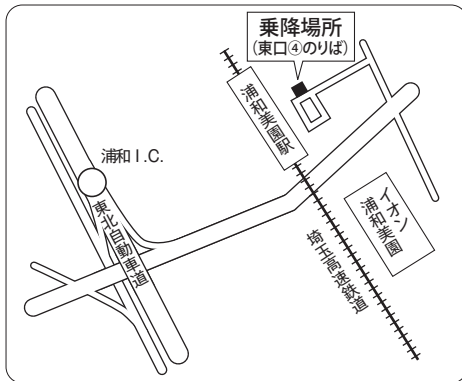 乗降場所
(東口④のりば)
浦和美園駅
浦和I.C.
東北自動車道
イオン
浦和美園
埼玉高速鉄道